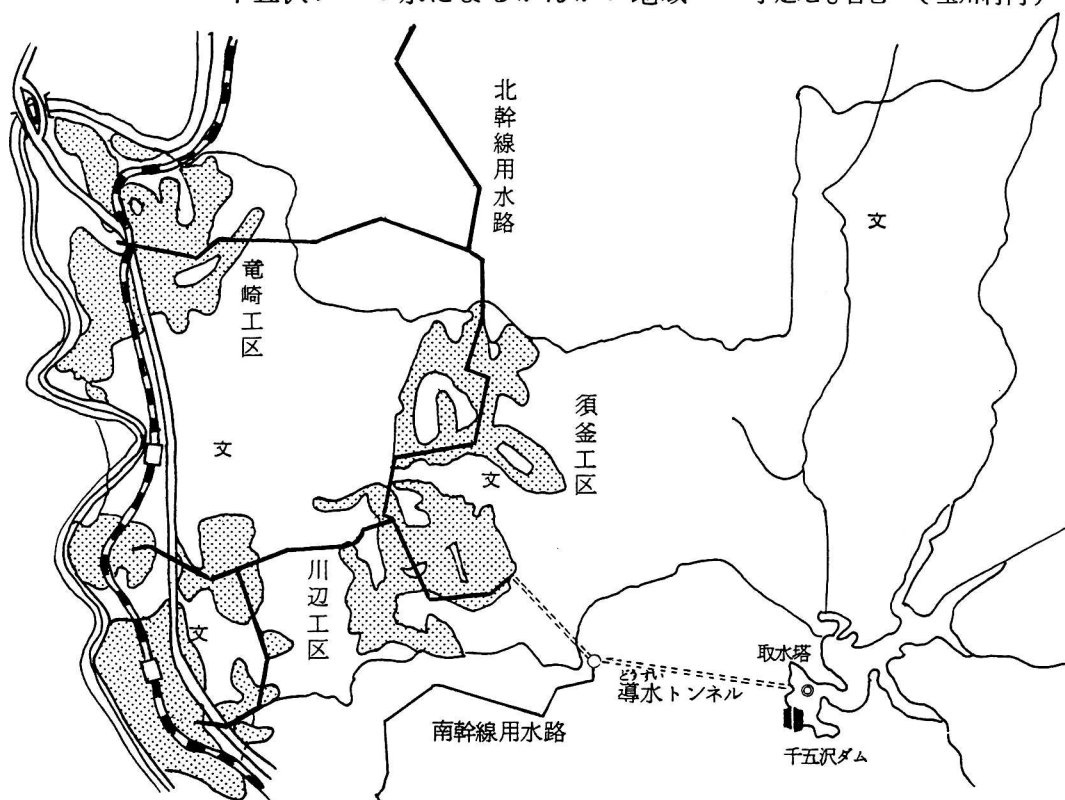 北幹線用水路
文
竜崎工区
須釜工区
文
文
川辺工区
文
取水塔
どうすい
導水トンネル
南幹線用水路
千五沢ダム